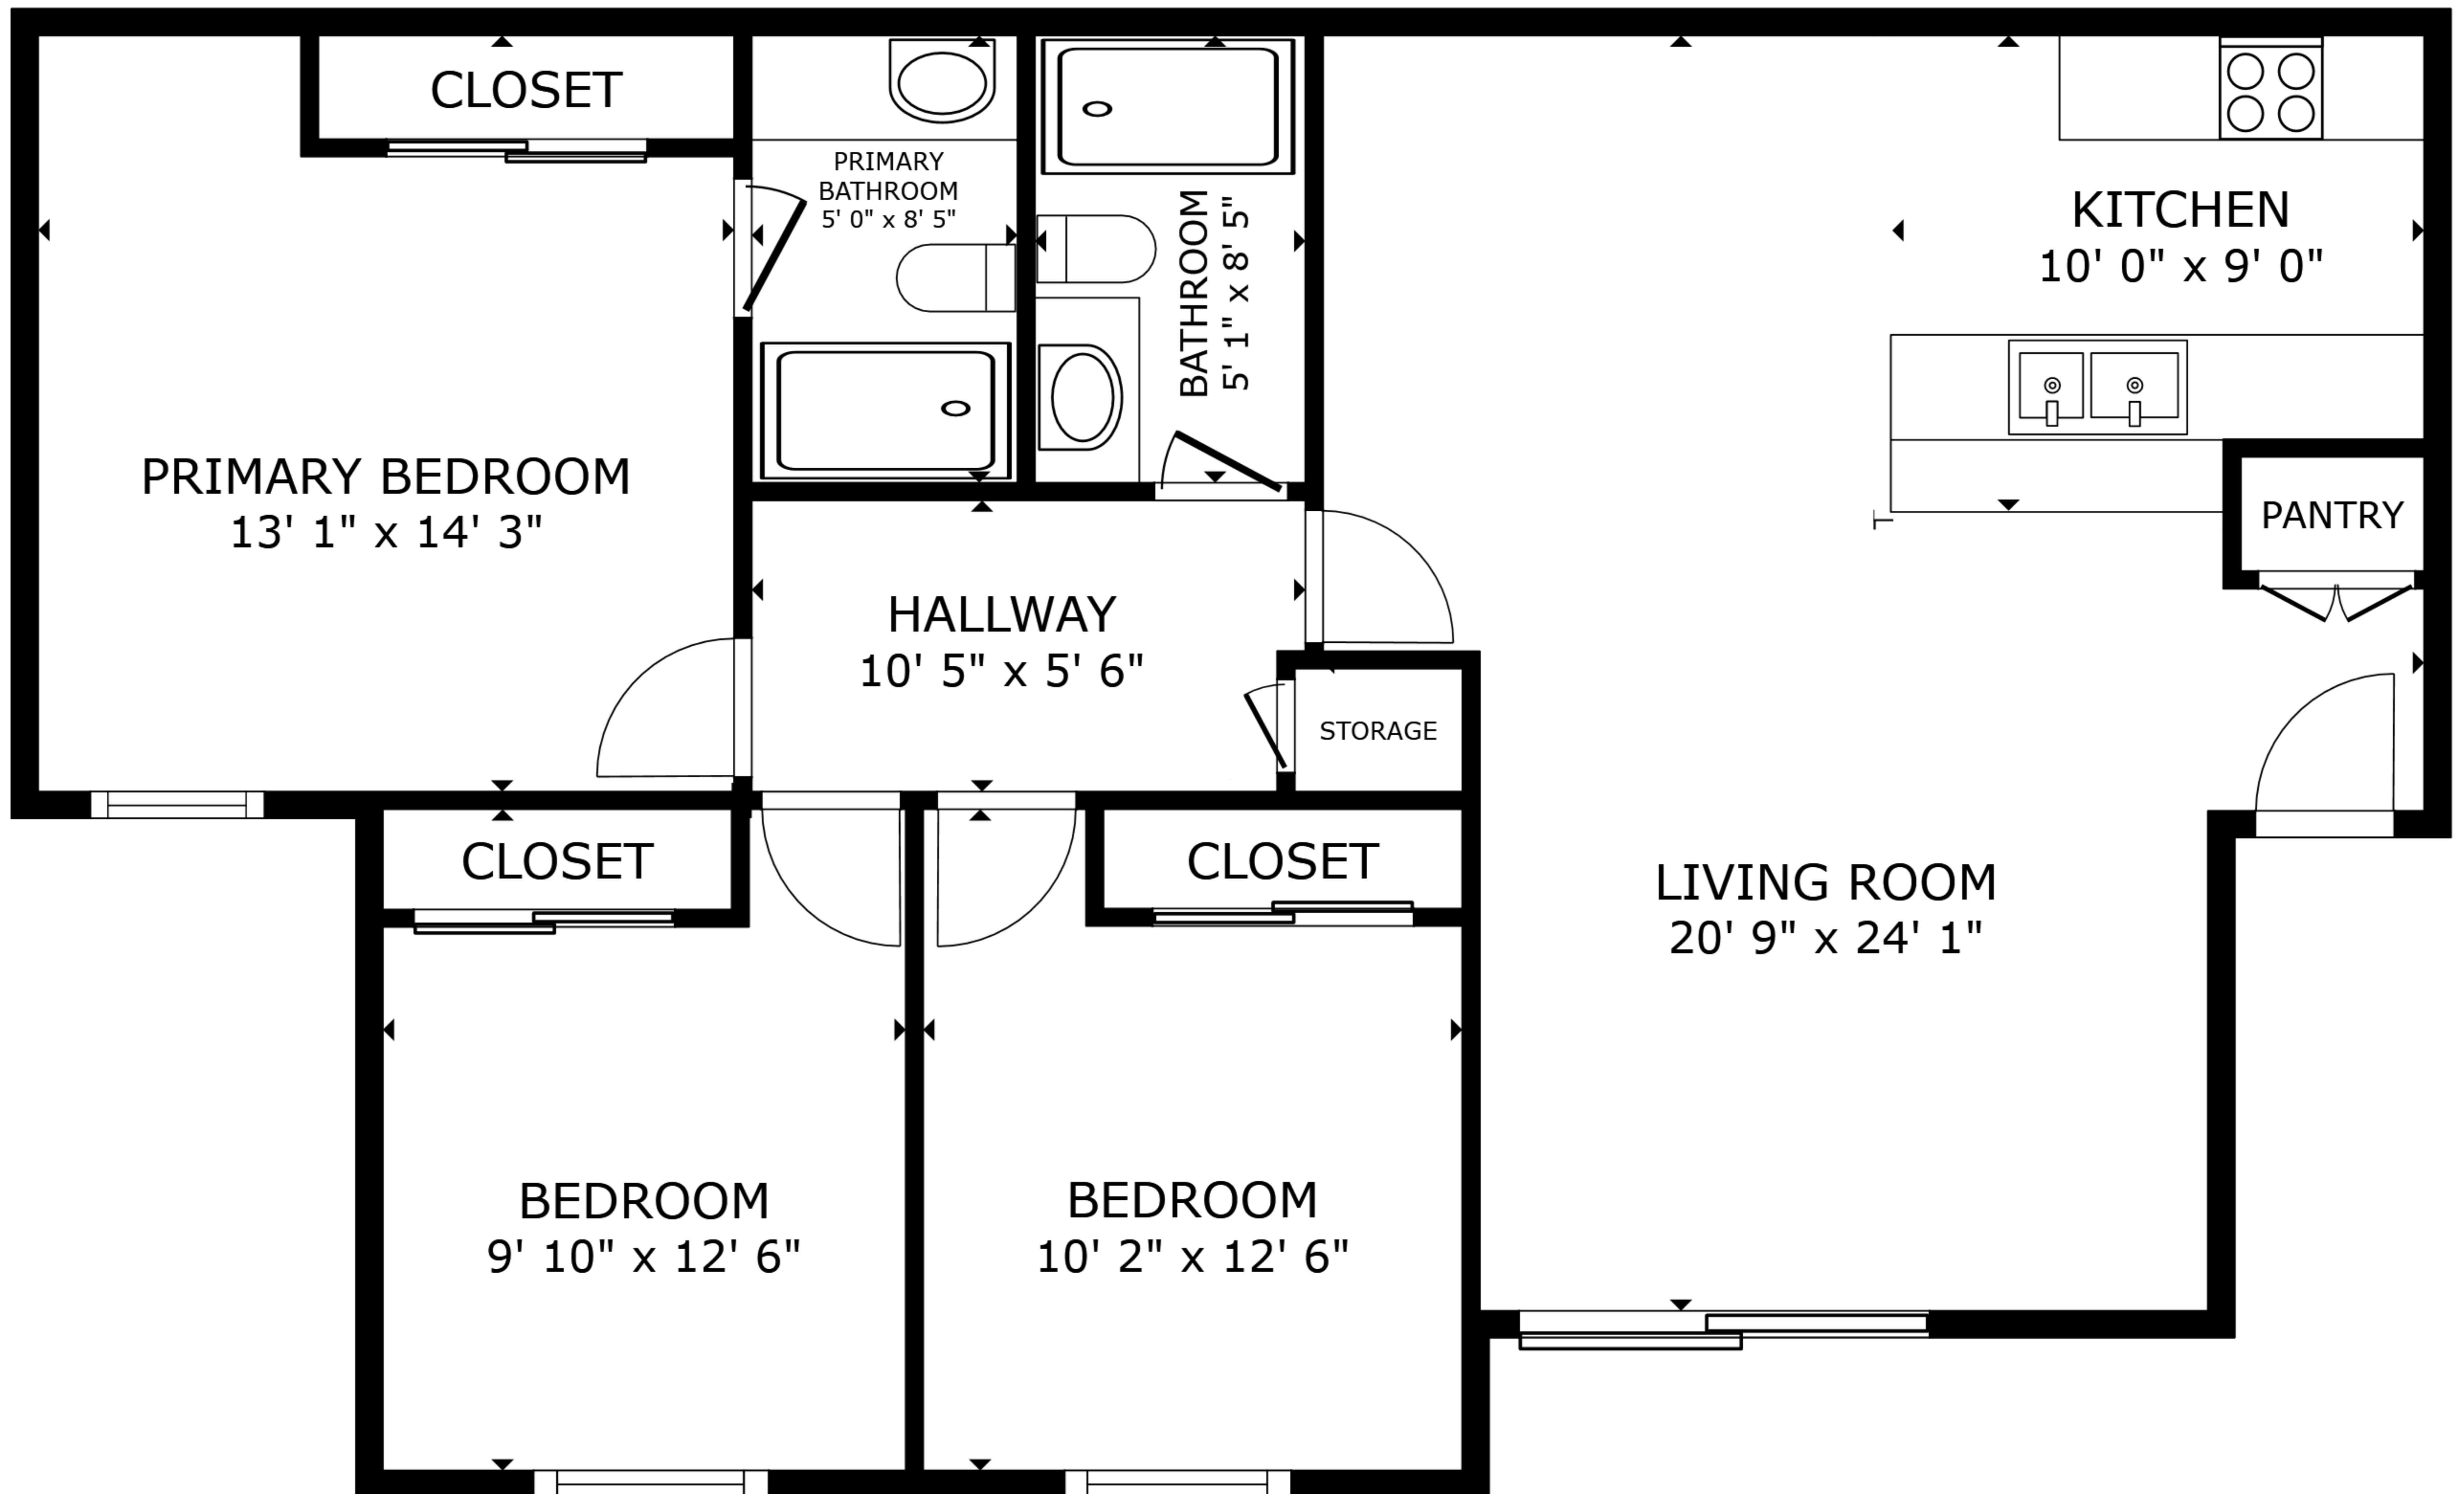 CLOSET
PRIMARY
BATHROOM
5' 0" x 8' 5"
BATHROOM
5' 1" x 8' 5"
KITCHEN
10' 0" x 9' 0"
PRIMARY BEDROOM
13' 1" x 14' 3"
PANTRY
HALLWAY
10' 5" x 5' 6"
STORAGE
CLOSET
CLOSET
LIVING ROOM
20' 9" x 24' 1"
BEDROOM
9' 10" x 12' 6"
BEDROOM
10' 2" x 12' 6"